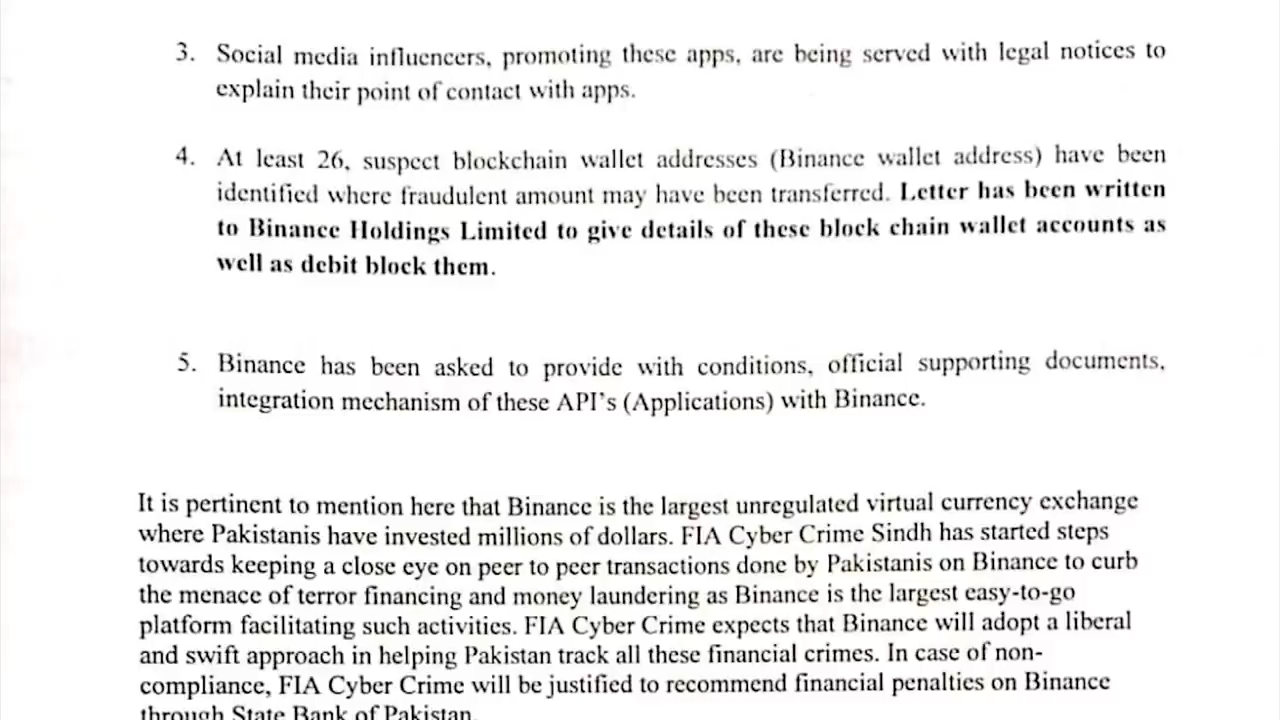 3. Social media influencers, promoting these apps, are being served with legal notices to
explain their point of contact with apps.
4. At least 26, suspect blockchain wallet addresses (Binance wallet address) have been
identified where fraudulent amount may have been transferred. Letter has been written
to Binance Holdings Limited to give details of these block chain wallet accounts as
well as debit block them.
5. Binance has been asked to provide with conditions, official supporting documents,
integration mechanism of these API's (Applications) with Binance.
It is pertinent to mention here that Binance is the largest unregulated virtual currency exchange
where Pakistanis have invested millions of dollars. FIA Cyber Crime Sindh has started steps
towards keeping a close eye on peer to peer transactions done by Pakistanis on Binance to curb
the menace of terror financing and money laundering as Binance is the largest easy-to-go
platform facilitating such activities. FIA Cyber Crime expects that Binance will adopt a liberal
and swift approach in helping Pakistan track all these financial crimes. In case of non-
compliance, FIA Cyber Crime will be justified to recommend financial penalties on Binance
through State Bank of Pakistan.